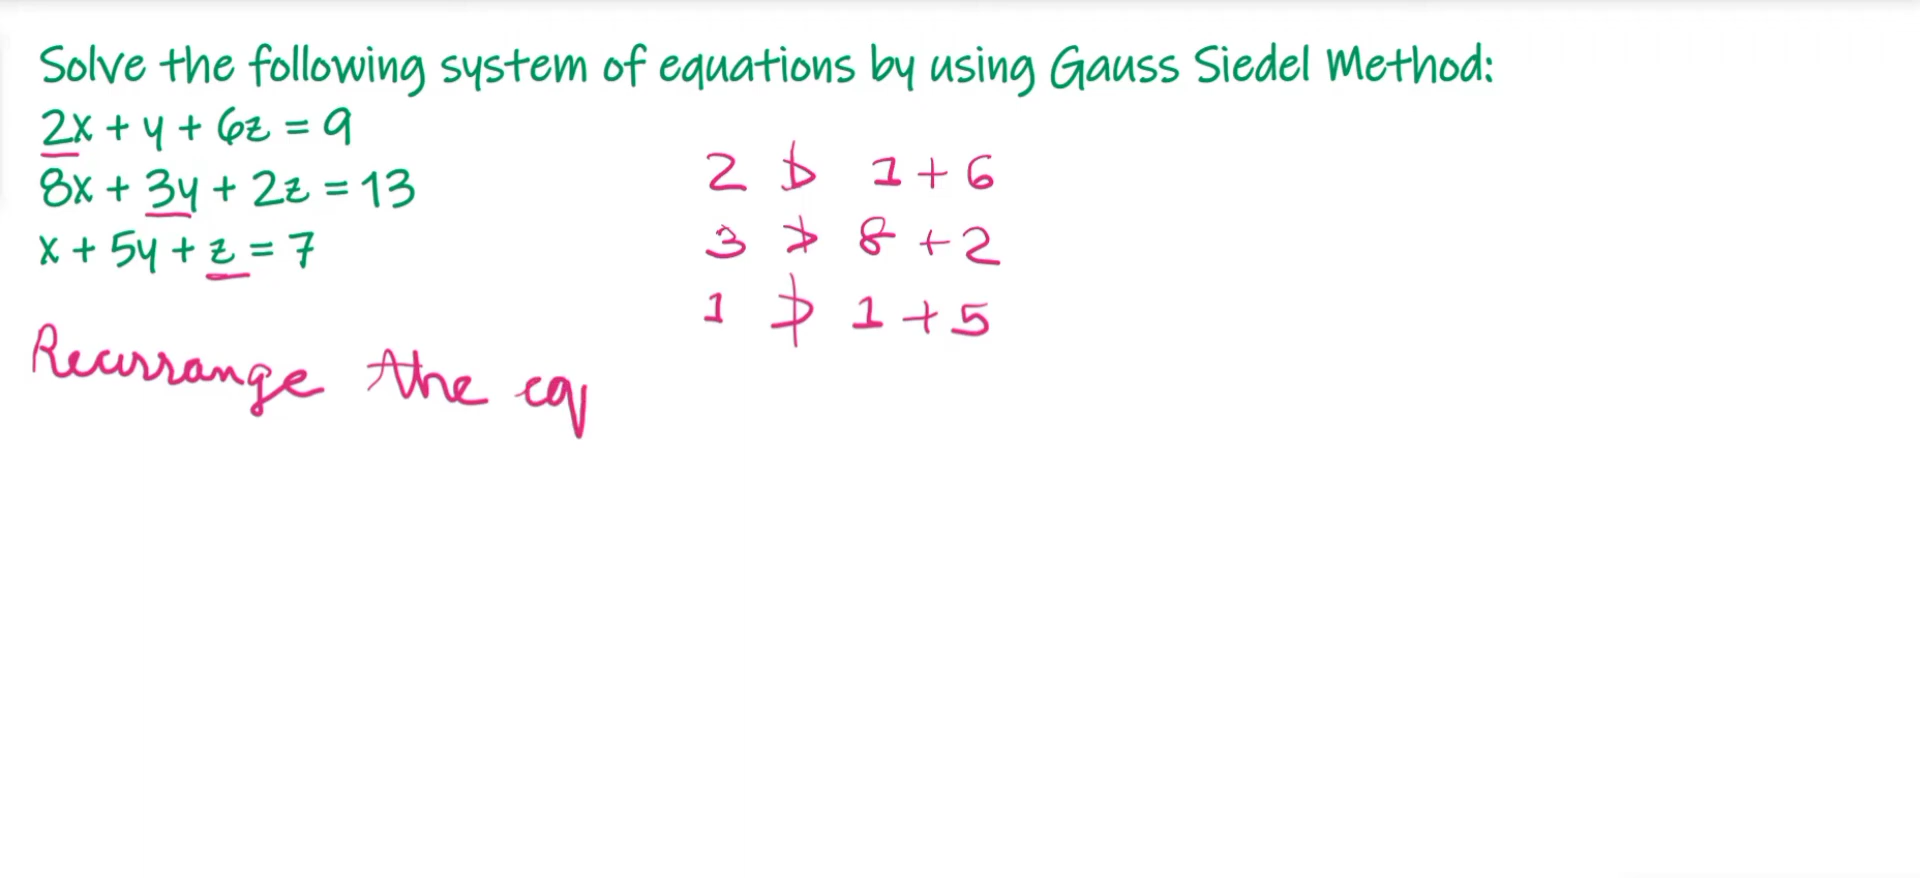 Solve the following system of equations by using Gauss Siedel Method:
2x + y + 6z = 9
8x + 3y + 2z = 13
x + 5y + z = 7
2 ≯ 1 + 6
3 ≯ 8 + 2
1 ≯ 1 + 5
Rearrange the eq